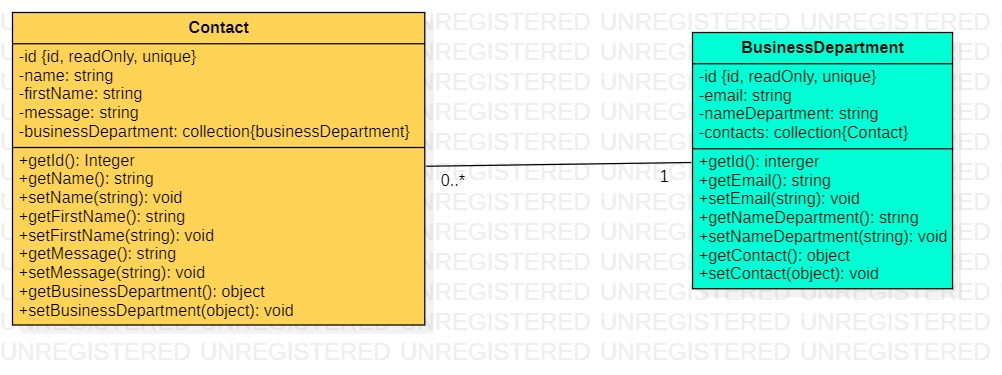 Contact
-id {id, readOnly, unique}
-name: string
-firstName: string
-message: string
-businessDepartment: collection{businessDepartment}
+getId(): Integer
+getName(): string
+setName(string): void
+getFirstName(): string
+setFirstName(string): void
+getMessage(): string
+setMessage(string): void
+getBusinessDepartment(): object
+setBusinessDepartment(object): void
0..*
1
BusinessDepartment
-id {id, readOnly, unique}
-email: string
-nameDepartment: string
-contacts: collection{Contact}
+getId(): interger
+getEmail(): string
+setEmail(string): void
+getNameDepartment(): string
+setNameDepartment(string): void
+getContact(): object
+setContact(object): void
UNREGISTERED UNREGISTERED UNREGISTERED UNREGISTERED UNREGISTERED